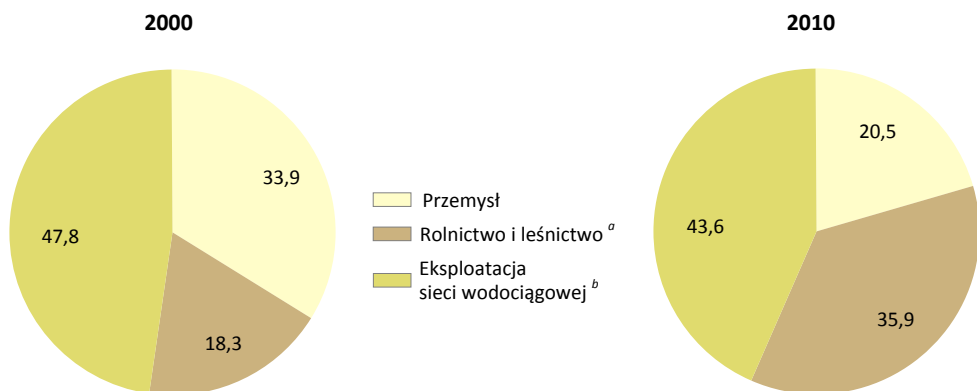 2000
2010
33,9
47,8
18,3
Przemysł
Rolnictwo i leśnictwo a
Eksploatacja
sieci wodociągowej b
20,5
43,6
35,9